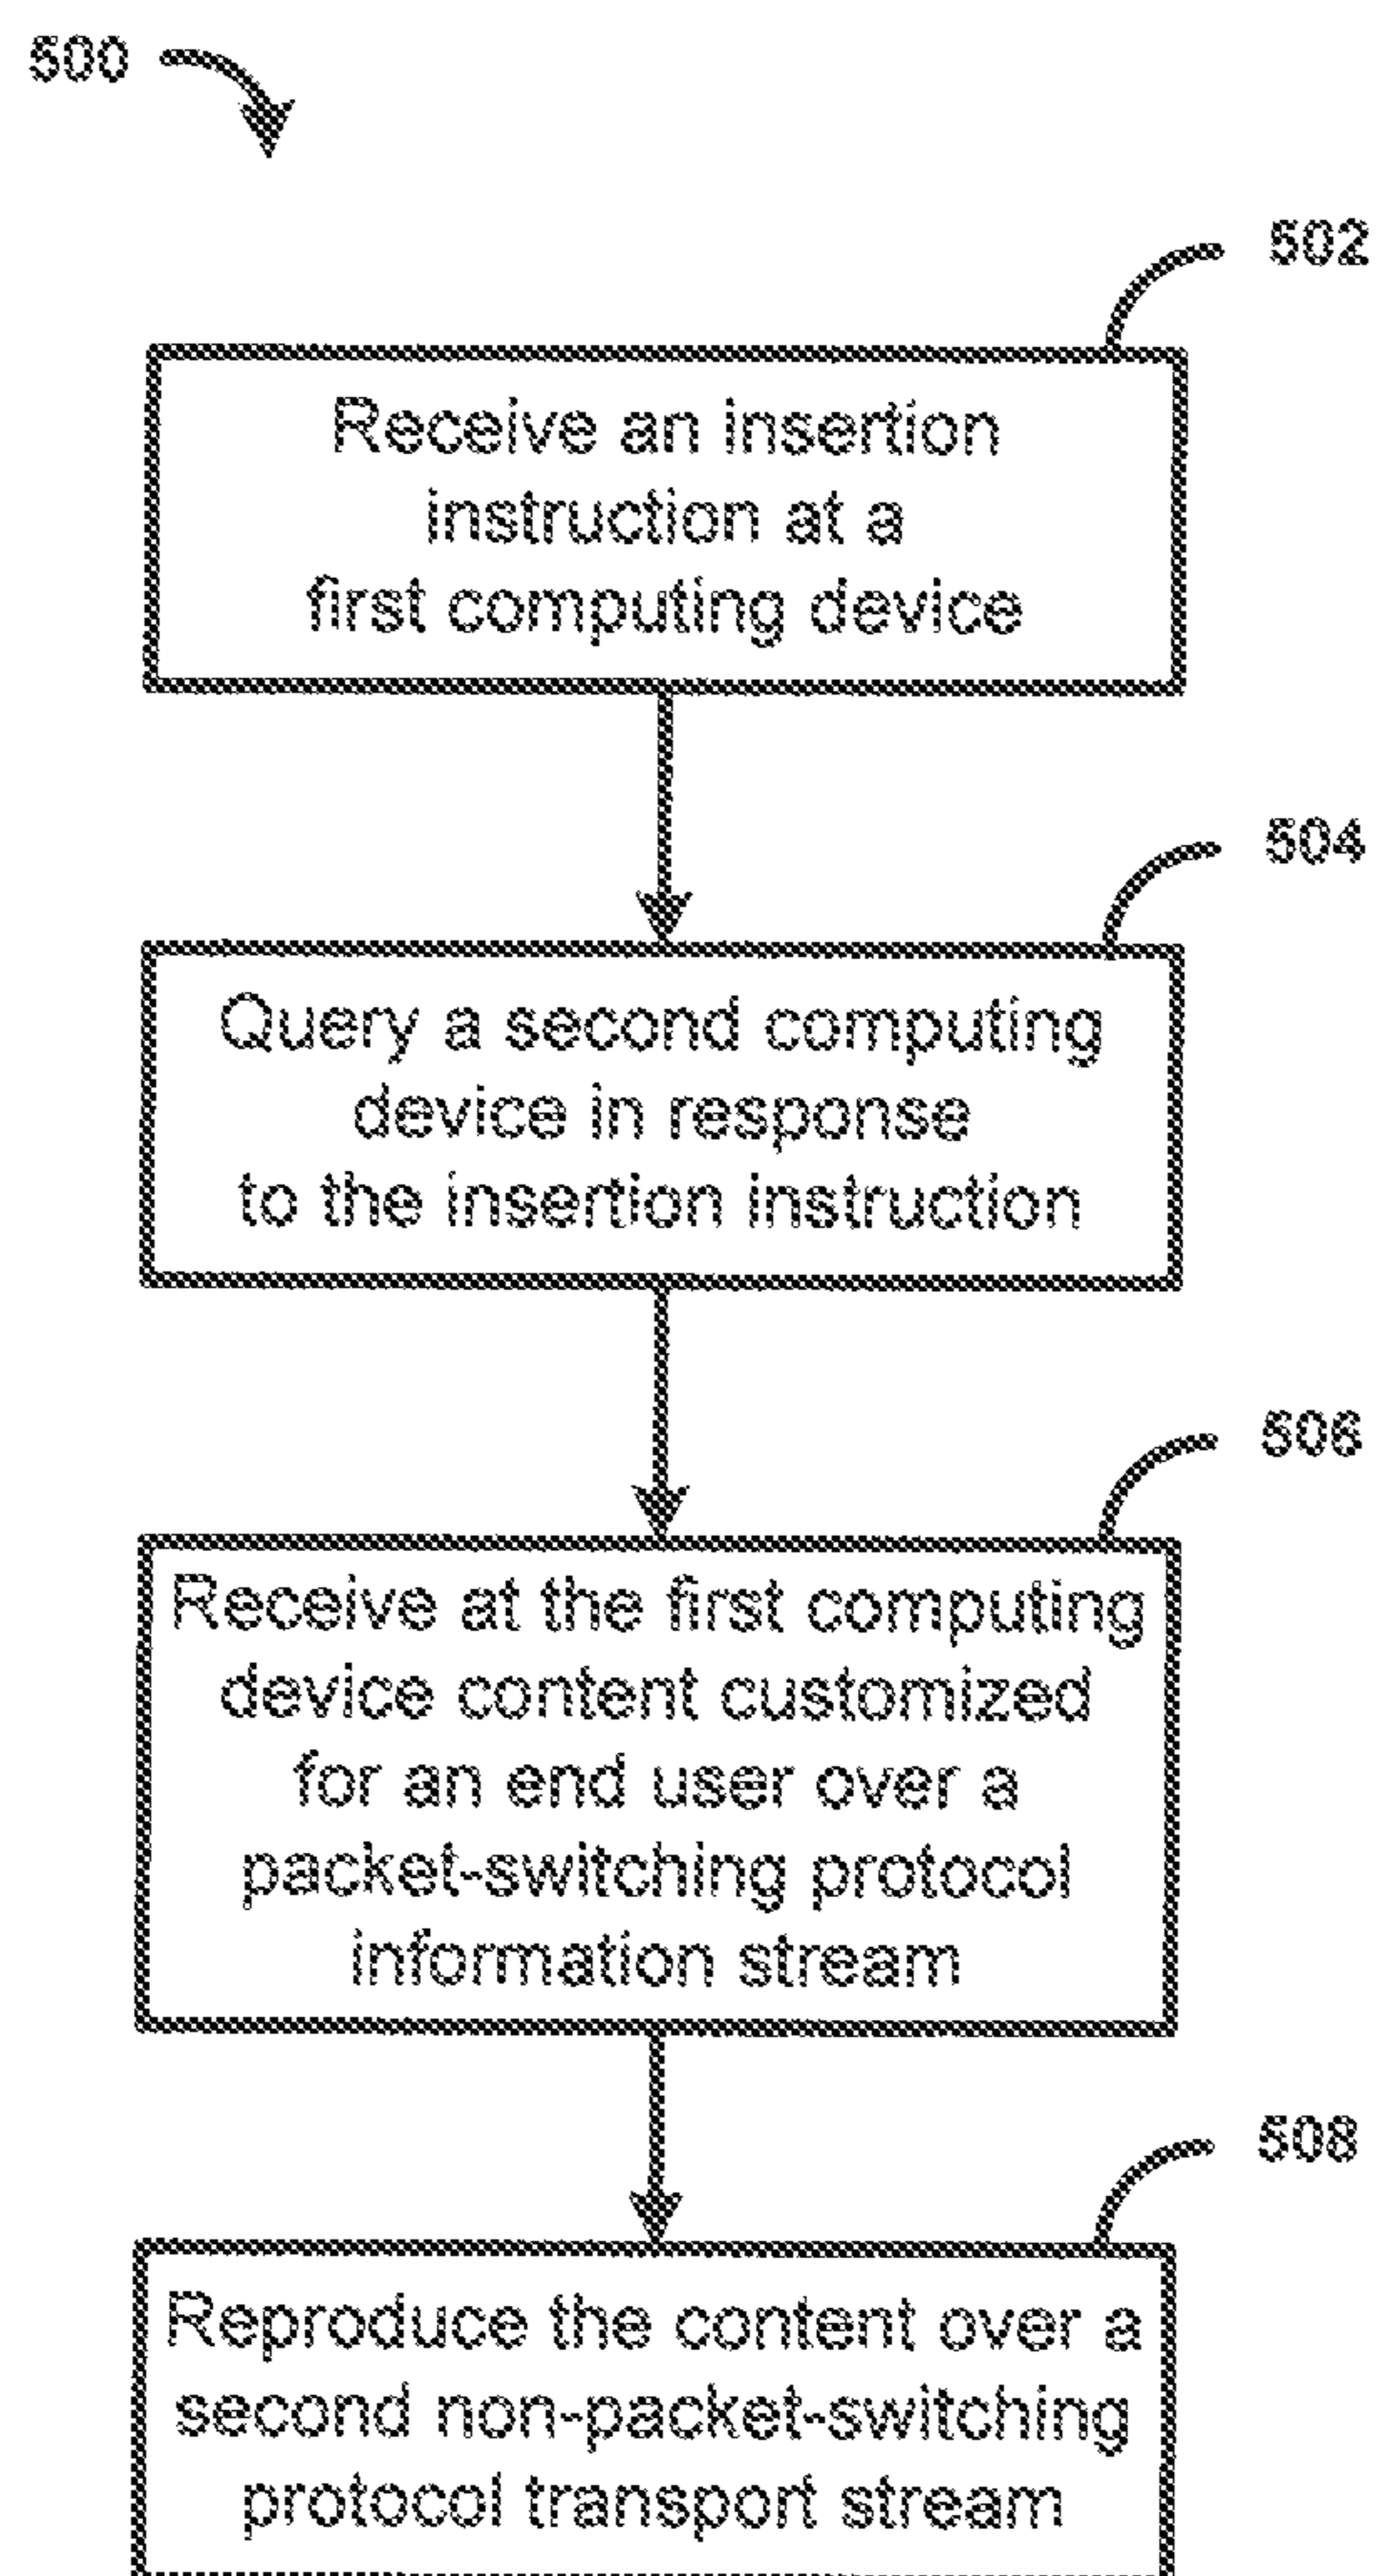 500
502
Receive an insertion
instruction at a
first computing device
504
Query a second computing
device in response
to the insertion instruction
506
Receive at the first computing
device content customized
for an end user over a
packet-switching protocol
information stream
508
Reproduce the content over a
second non-packet-switching
protocol transport stream